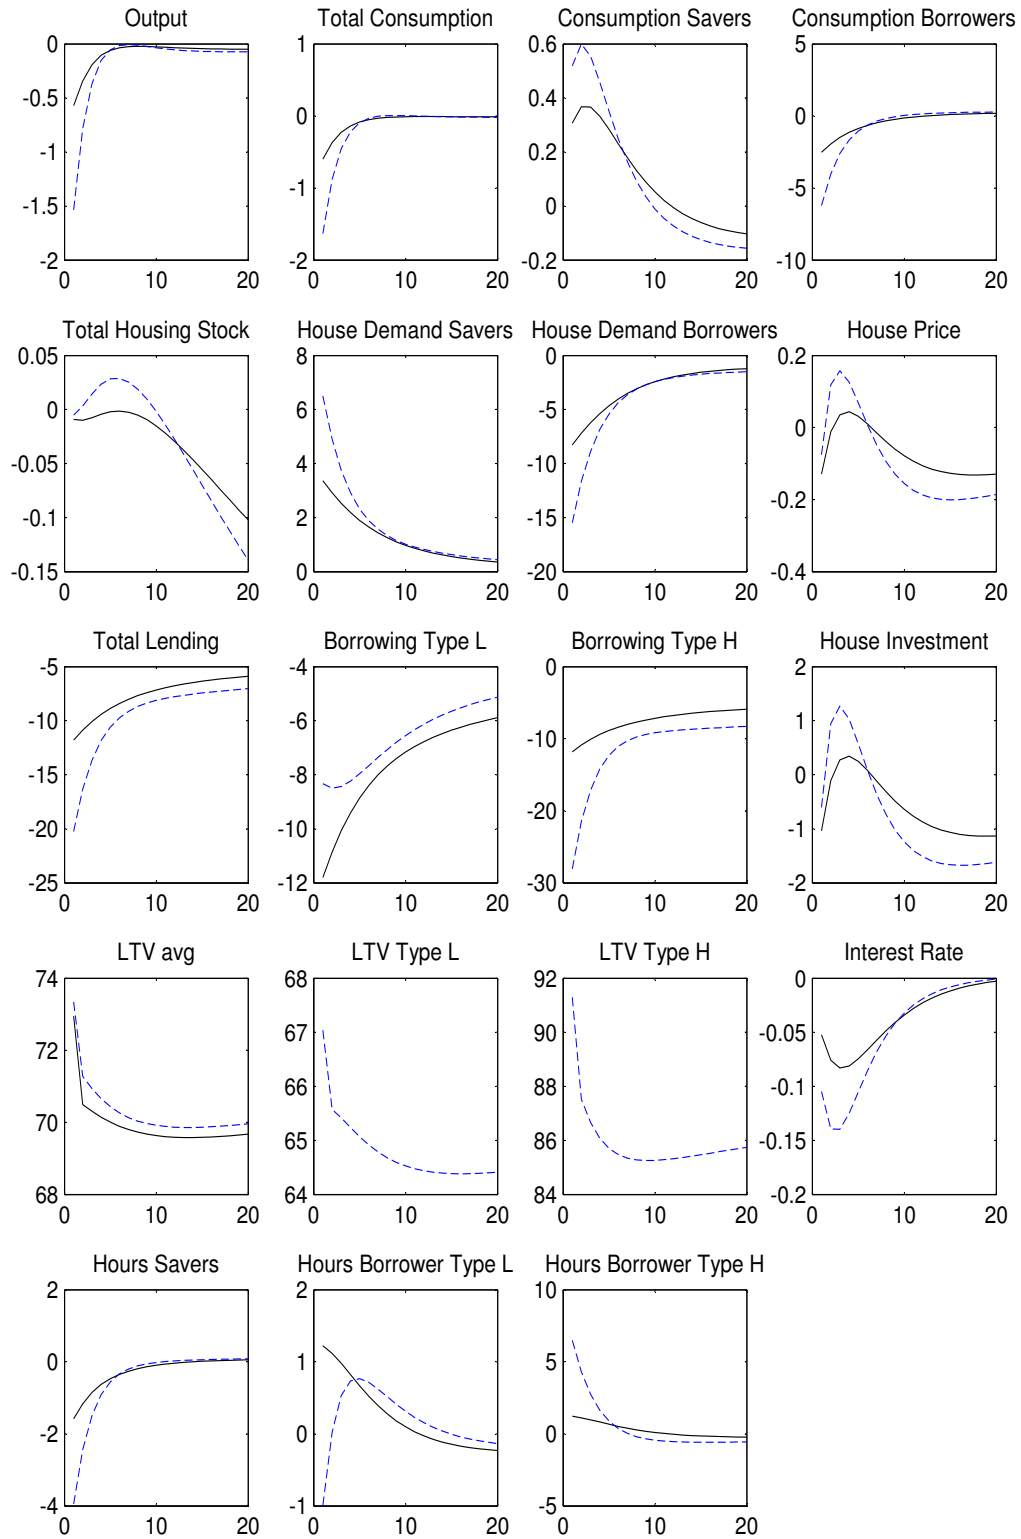 Output Total Consumption Consumption Savers Consumption Borrowers
0 1 0.6 5
-0.5 0 0.4 0
-1 0.2
-1.5 -1 0 -5
-2 -2 -0.2 -10
0 10 20 0 10 20 0 10 20 0 10 20
Total Housing Stock House Demand Savers House Demand Borrowers House Price
0.05 8 0 0.2
0 6 -5 0
-0.05 4 -10
-0.1 2 -15 -0.2
-0.15 0 -20 -0.4
0 10 20 0 10 20 0 10 20 0 10 20
Total Lending Borrowing Type L Borrowing Type H House Investment
-5 -4 0 2
-10 -6 -10 1
-15 -8 0
-20 -10 -20 -1
-25 -12 -30 -2
0 10 20 0 10 20 0 10 20 0 10 20
LTV avg LTV Type L LTV Type H Interest Rate
74 68 92 0
72 67 90 -0.05
66 88 -0.1
70 65 86 -0.15
68 64 84 -0.2
0 10 20 0 10 20 0 10 20 0 10 20
Hours Savers Hours Borrower Type L Hours Borrower Type H
2 2 10
0 1 5
-2 0 0
-4 -1 -5
0 10 20 0 10 20 0 10 20